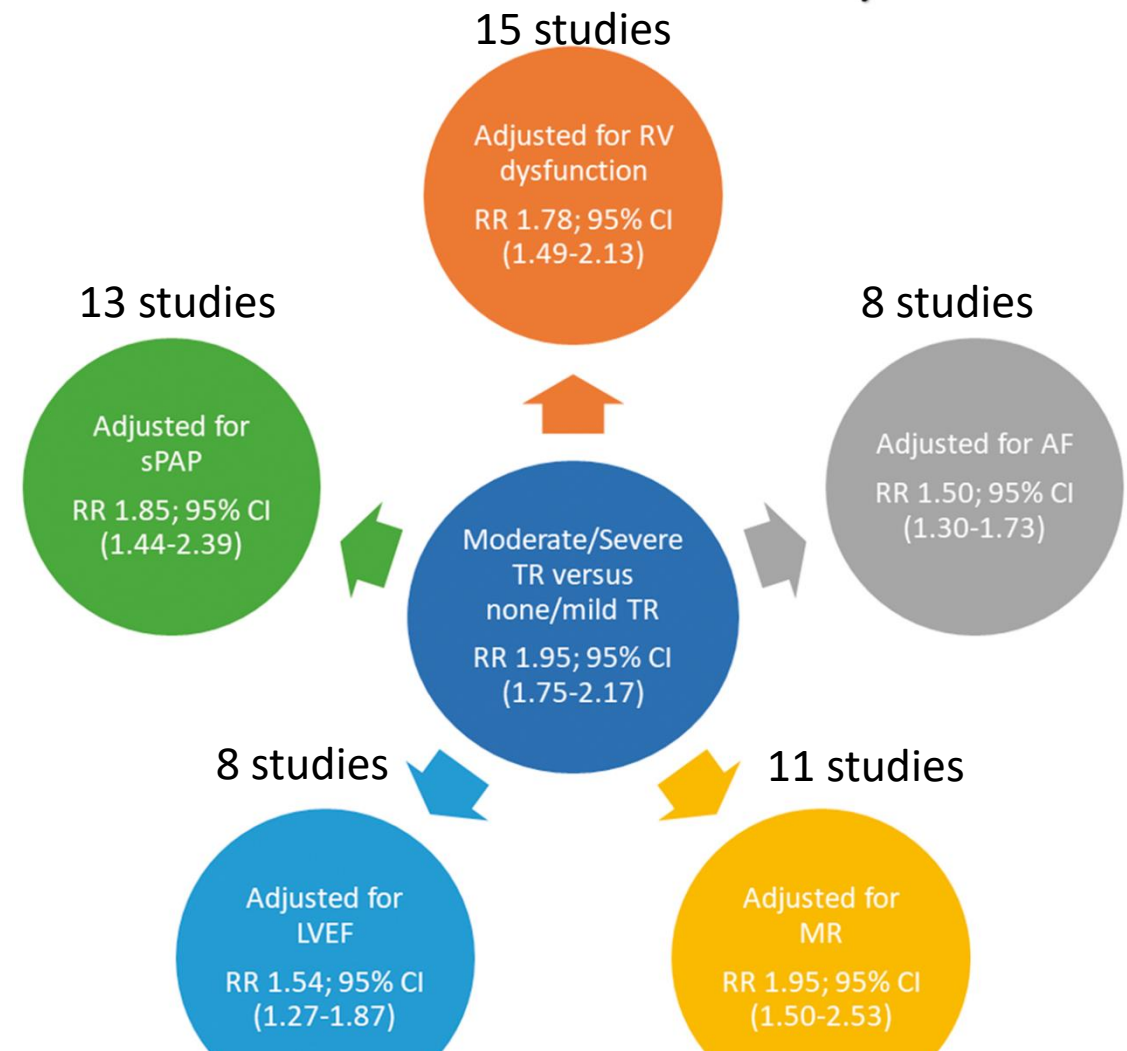 15 studies
Adjusted for RV
dysfunction
RR 1.78; 95% CI
(1.49-2.13)
13 studies
Adjusted for
sPAP
RR 1.85; 95% CI
(1.44-2.39)
8 studies
Adjusted for AF
RR 1.50; 95% CI
(1.30-1.73)
Moderate/Severe
TR versus
none/mild TR
RR 1.95; 95% CI
(1.75-2.17)
8 studies
Adjusted for
LVEF
RR 1.54; 95% CI
(1.27-1.87)
11 studies
Adjusted for
MR
RR 1.95; 95% CI
(1.50-2.53)